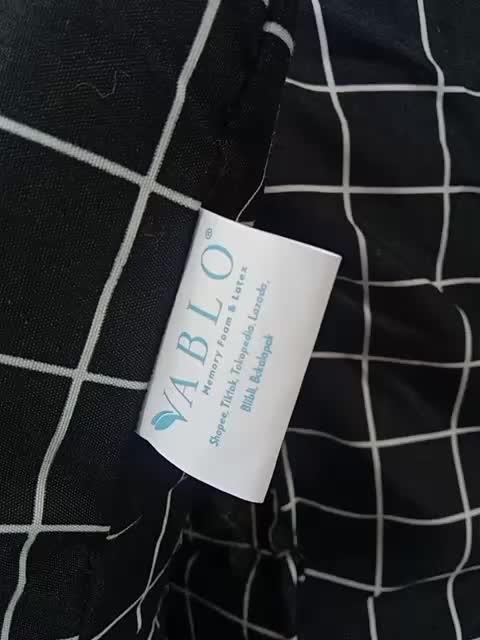 VABLO®
Memory Foam & Latex
Shopee, Tiktok, Tokopedia, Lazada,
Blibli, Bukalapak